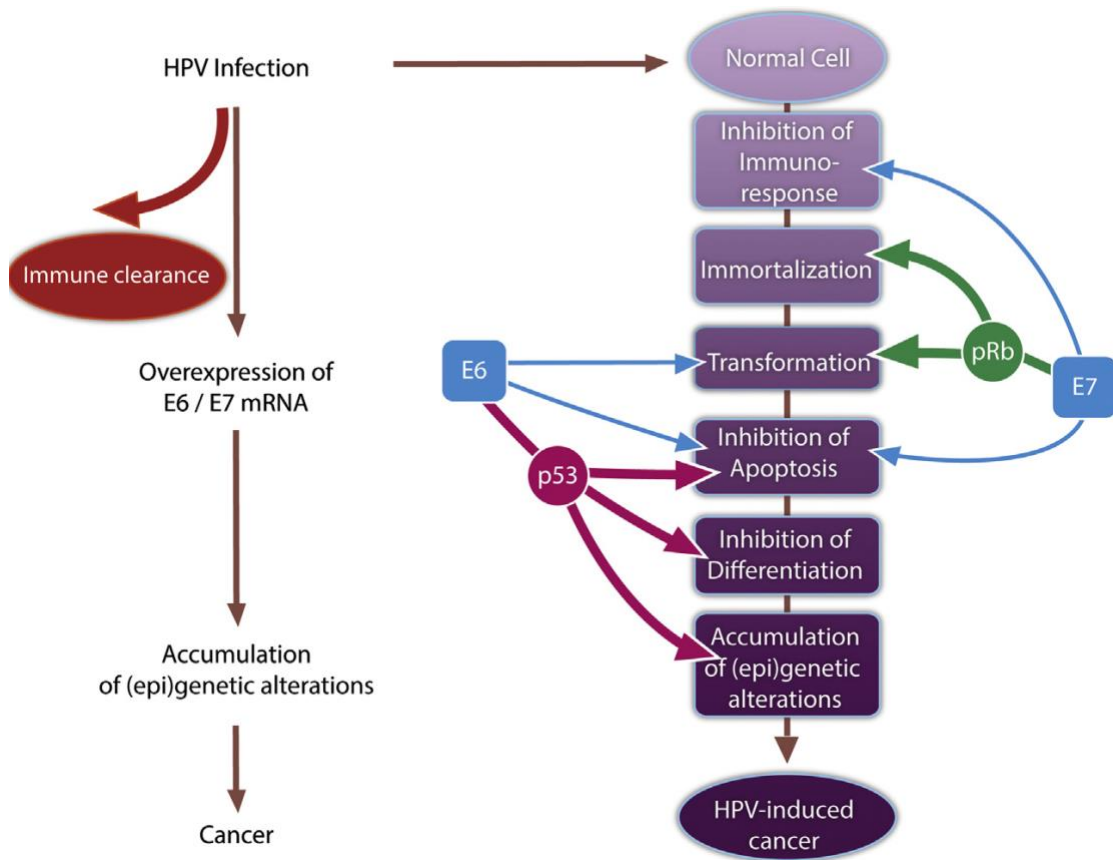 HPV Infection
Immune clearance
Overexpression of
E6 / E7 mRNA
Accumulation
of (epi)genetic alterations
Cancer
Normal Cell
Inhibition of
Immuno-
response
Immortalization
Transformation
Inhibition of
Apoptosis
Inhibition of
Differentiation
Accumulation
of (epi)genetic
alterations
HPV-induced
cancer
E6
p53
pRb
E7